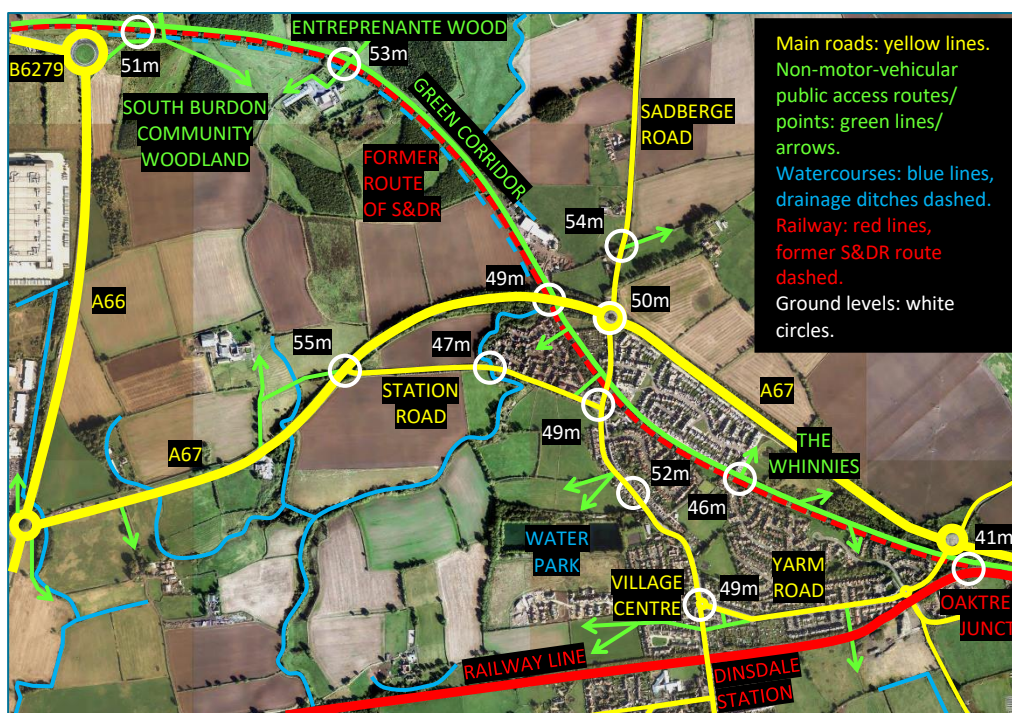 ENTREPRENANTE WOOD
B6279
51m
53m
SOUTH BURDON
COMMUNITY
WOODLAND
GREEN CORRIDOR
FORMER
ROUTE
OF S&DR
SADBERGE
ROAD
Main roads: yellow lines.
Non-motor-vehicular
public access routes/
points: green lines/
arrows.
Watercourses: blue lines,
drainage ditches dashed.
Railway: red lines,
former S&DR route
dashed.
Ground levels: white
circles.
54m
49m
50m
A66
55m
47m
STATION
ROAD
A67
49m
A67
THE
WHINNIES
52m
46m
WATER
PARK
41m
VILLAGE
CENTRE
49m
YARM
ROAD
OAKTRE
JUNCT
RAILWAY LINE
DINSDALE
STATION